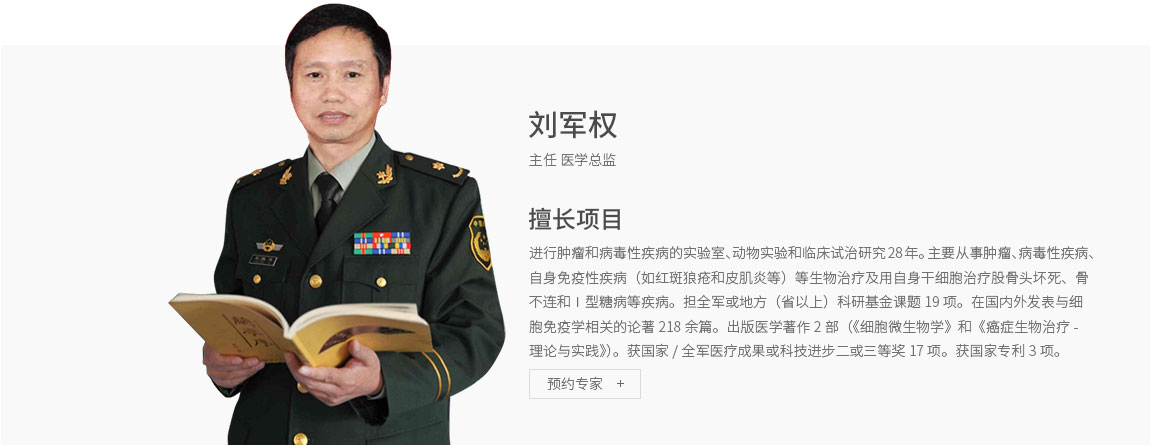 刘军权
主任 医学总监
擅长项目
进行肿瘤和病毒性疾病的实验室、动物实验和临床试治研究 28 年。主要从事肿瘤、病毒性疾病、
自身免疫性疾病（如红斑狼疮和皮肌炎等）等生物治疗及用自身干细胞治疗股骨头坏死、骨
不连和 I 型糖病等疾病。担全军或地方（省以上）科研基金课题 19 项。在国内外发表与细
胞免疫学相关的论著 218 余篇。出版医学著作 2 部（《细胞微生物学》和《癌症生物治疗 -
理论与实践》）。获国家 / 全军医疗成果或科技进步二或三等奖 17 项。获国家专利 3 项。
预约专家 +